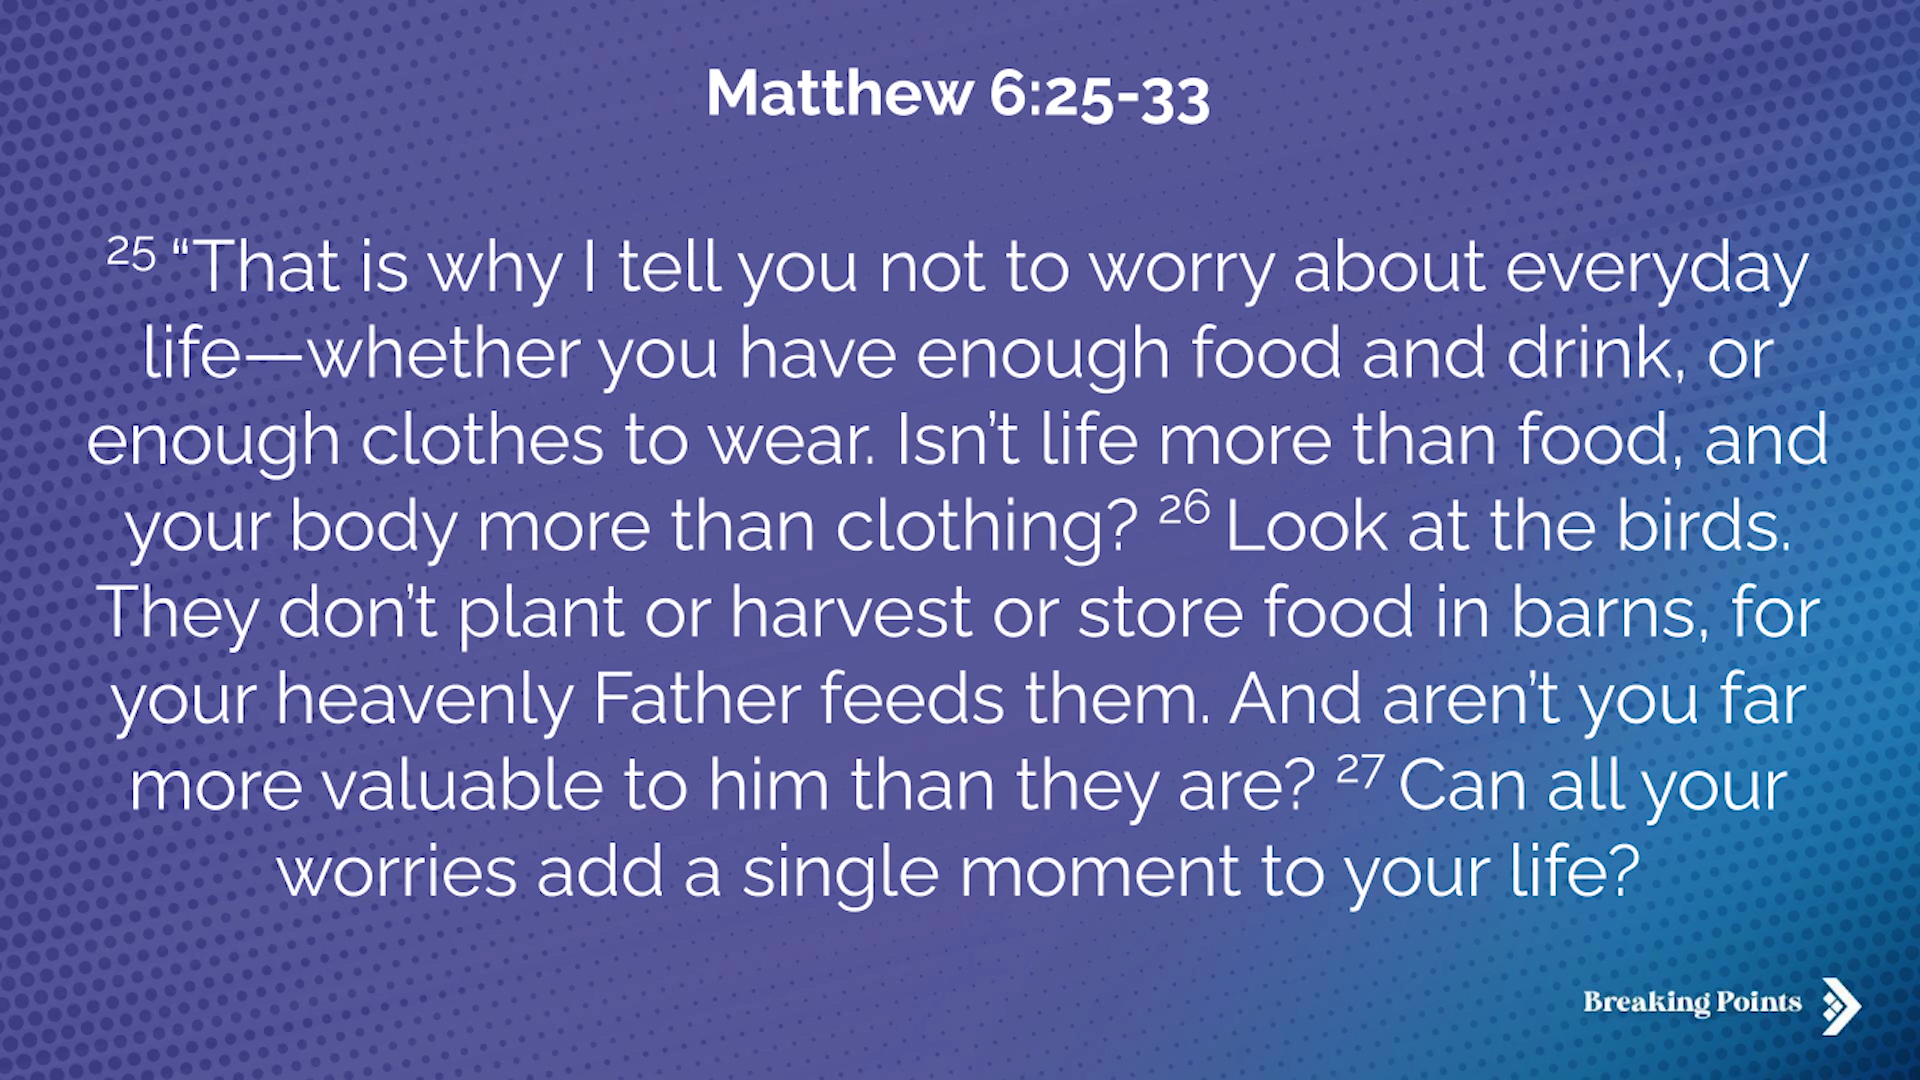 Matthew 6:25-33
25 “That is why I tell you not to worry about everyday
life—whether you have enough food and drink, or
enough clothes to wear. Isn’t life more than food, and
your body more than clothing? 26 Look at the birds.
They don’t plant or harvest or store food in barns, for
your heavenly Father feeds them. And aren’t you far
more valuable to him than they are? 27 Can all your
worries add a single moment to your life?
Breaking Points